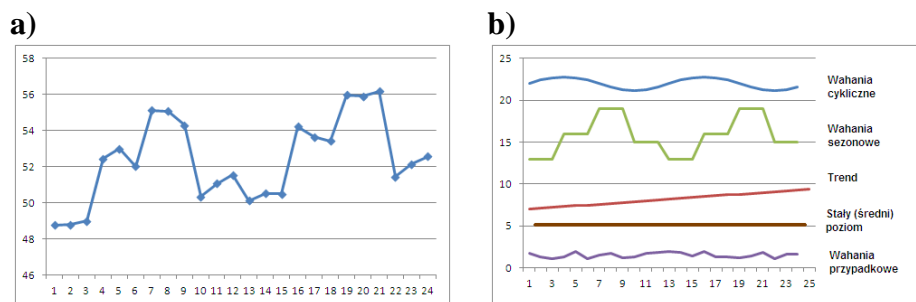 a)
58
56
54
52
50
48
46
1 2 3 4 5 6 7 8 9 10 11 12 13 14 15 16 17 18 19 20 21 22 23 24
b)
25
20
15
10
5
0
1 3 5 7 9 11 13 15 17 19 21 23 25
Wahania
cykliczne
Wahania
sezonowe
Trend
Stały (średni)
poziom
Wahania
przypadkowe